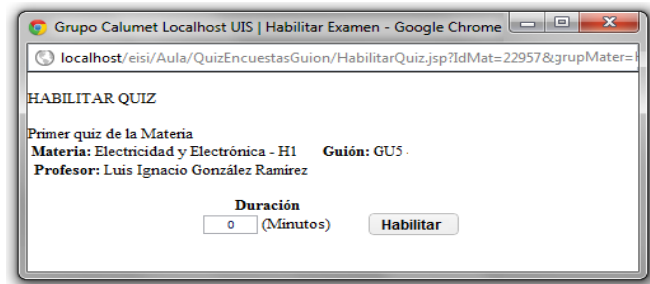 Grupo Calumet Localhost UIS | Habilitar Examen - Google Chrome
localhost/eisi/Aula/QuizEncuestasGuion/HabilitarQuiz.jsp?IdMat=22957&grupMater=
HABILITAR QUIZ
Primer quiz de la Materia
Materia: Electricidad y Electrónica - H1 Guión: GU5
Profesor: Luis Ignacio González Ramírez
Duración
0 (Minutos) Habilitar